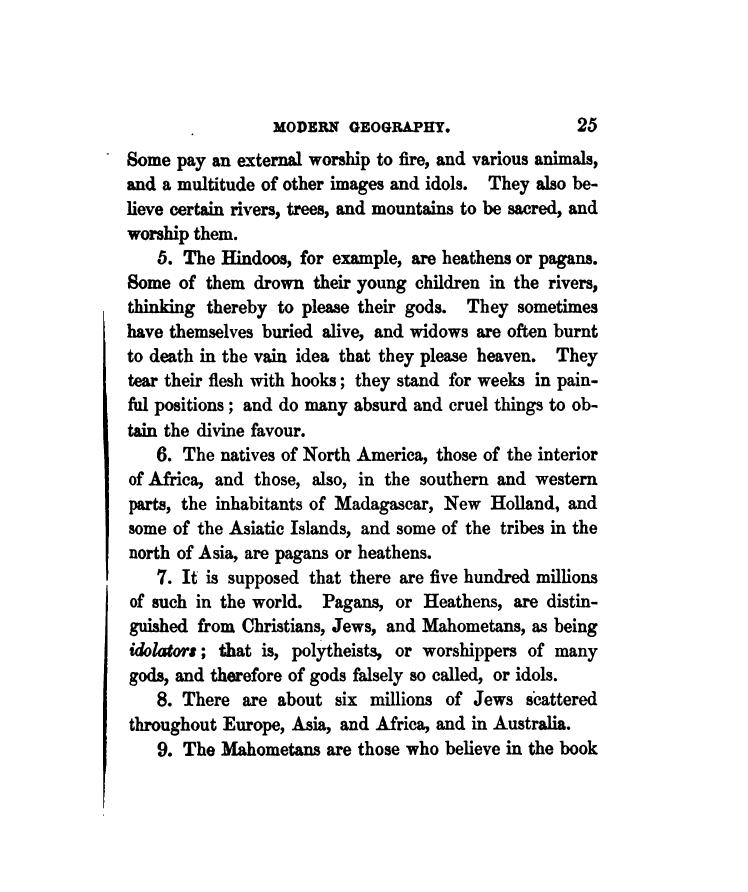 MODERN GEOGRAPHY. 25
Some pay an external worship to fire, and various animals,
and a multitude of other images and idols. They also be-
lieve certain rivers, trees, and mountains to be sacred, and
worship them.
5. The Hindoos, for example, are heathens or pagans.
Some of them drown their young children in the rivers,
thinking thereby to please their gods. They sometimes
have themselves buried alive, and widows are often burnt
to death in the vain idea that they please heaven. They
tear their flesh with hooks; they stand for weeks in pain-
ful positions; and do many absurd and cruel things to ob-
tain the divine favour.
6. The natives of North America, those of the interior
of Africa, and those, also, in the southern and western
parts, the inhabitants of Madagascar, New Holland, and
some of the Asiatic Islands, and some of the tribes in the
north of Asia, are pagans or heathens.
7. It is supposed that there are five hundred millions
of such in the world. Pagans, or Heathens, are distin-
guished from Christians, Jews, and Mahometans, as being
idolators; that is, polytheists, or worshippers of many
gods, and therefore of gods falsely so called, or idols.
8. There are about six millions of Jews scattered
throughout Europe, Asia, and Africa, and in Australia.
9. The Mahometans are those who believe in the book